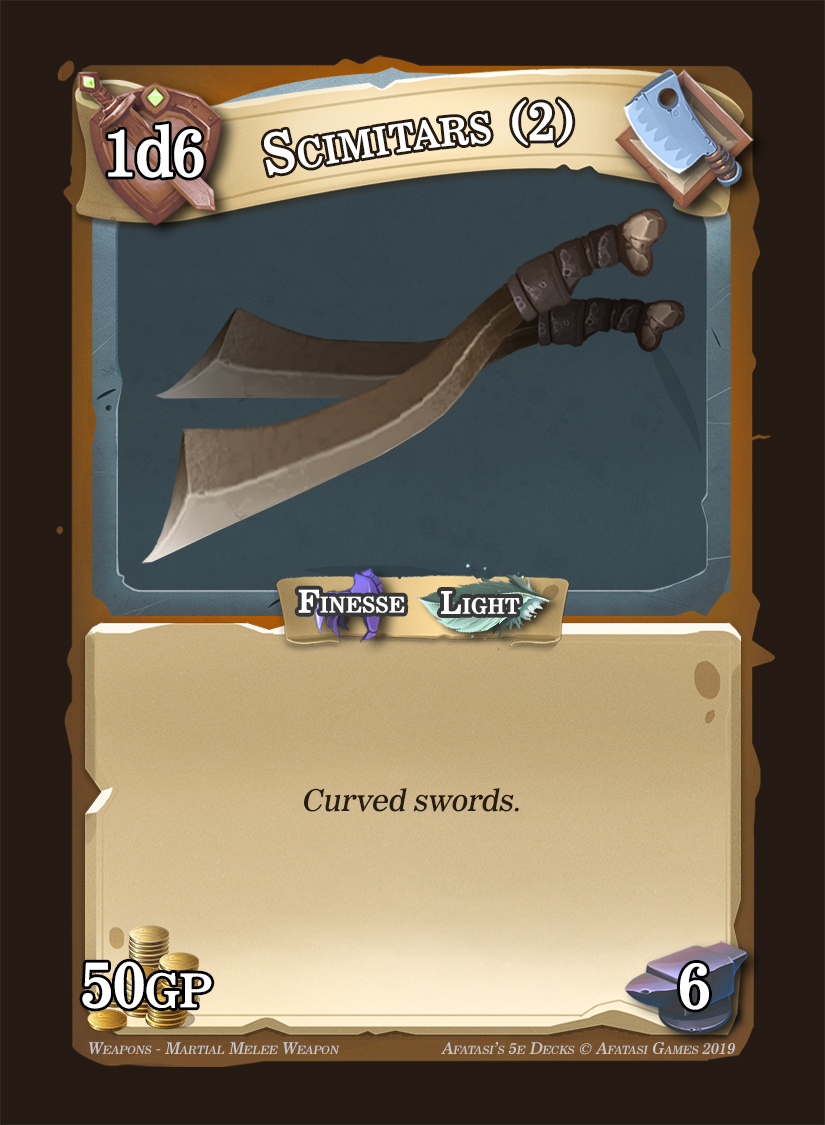 1d6
Scimitars (2)
Finesse Light
Curved swords.
50GP
6
Weapons - Martial Melee Weapon
Afatasi's 5e Decks © Afatasi Games 2019